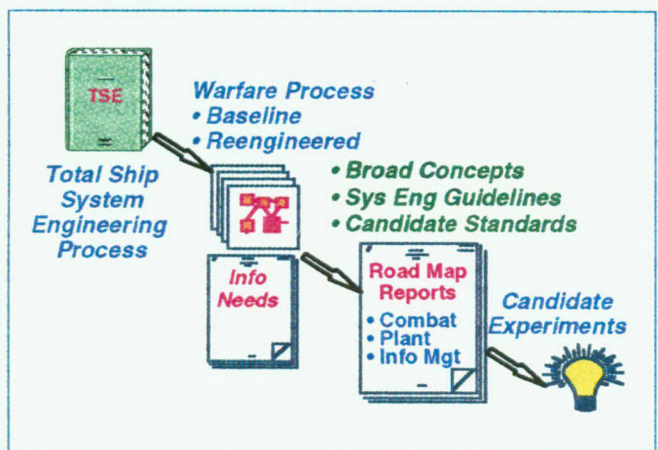 TSE
Total Ship
System
Engineering
Process
Warfare Process
• Baseline
• Reengineered
Info
Needs
• Broad Concepts
• Sys Eng Guidelines
• Candidate Standards
Road Map
Reports
• Combat
• Plant
• Info Mgt
Candidate
Experiments